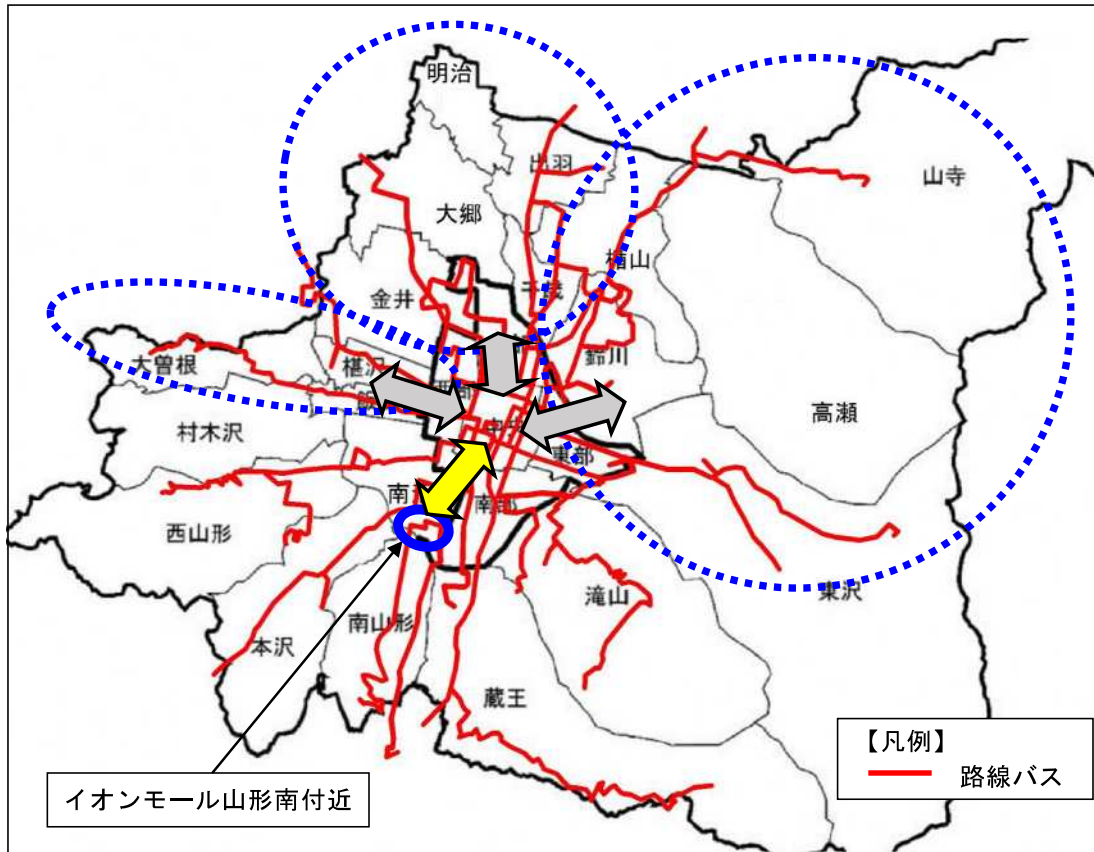 明治
出羽
山寺
大郷
楯山
千歳
金井
鈴川
大曽根
椹沢
高瀬
村木沢
東部
南部
西山形
滝山
東沢
南山形
本沢
蔵王
【凡例】
路線バス
イオンモール山形南付近